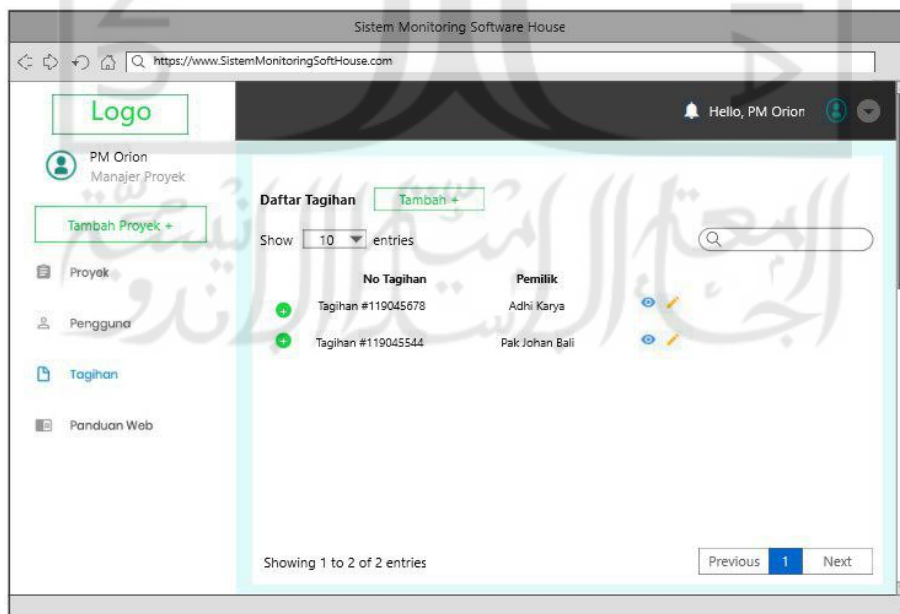 Sistem Monitoring Software House
https://www.SistemMonitoringSoftHouse.com
Logo
Hello, PM Orion
PM Orion
Manajer Proyek
Tambah Proyek +
Proyek
Pengguna
Tagihan
Panduan Web
Daftar Tagihan Tambah +
Show 10 entries
No Tagihan Pemilik
Tagihan #119045678 Adhi Karya
Tagihan #119045544 Pak Johan Bali
Showing 1 to 2 of 2 entries
Previous 1 Next